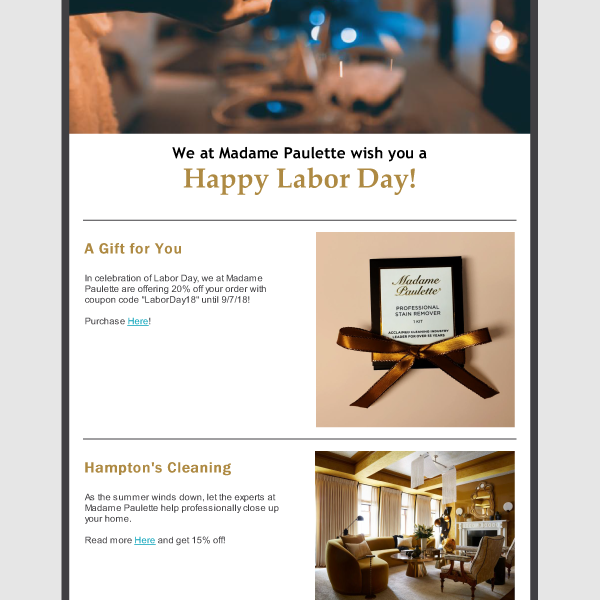 We at Madame Paulette wish you a
Happy Labor Day!
A Gift for You
In celebration of Labor Day, we at Madame
Paulette are offering 20% off your order with
coupon code "LaborDay18" until 9/7/18!
Purchase Here!
Madame
Paulette
PROFESSIONAL
STAIN REMOVER
1 KIT
ACCLAIMED CLEANING INDUSTRY
LEADER FOR OVER 55 YEARS
Hampton's Cleaning
As the summer winds down, let the experts at
Madame Paulette help professionally close up
your home.
Read more Here and get 15% off!